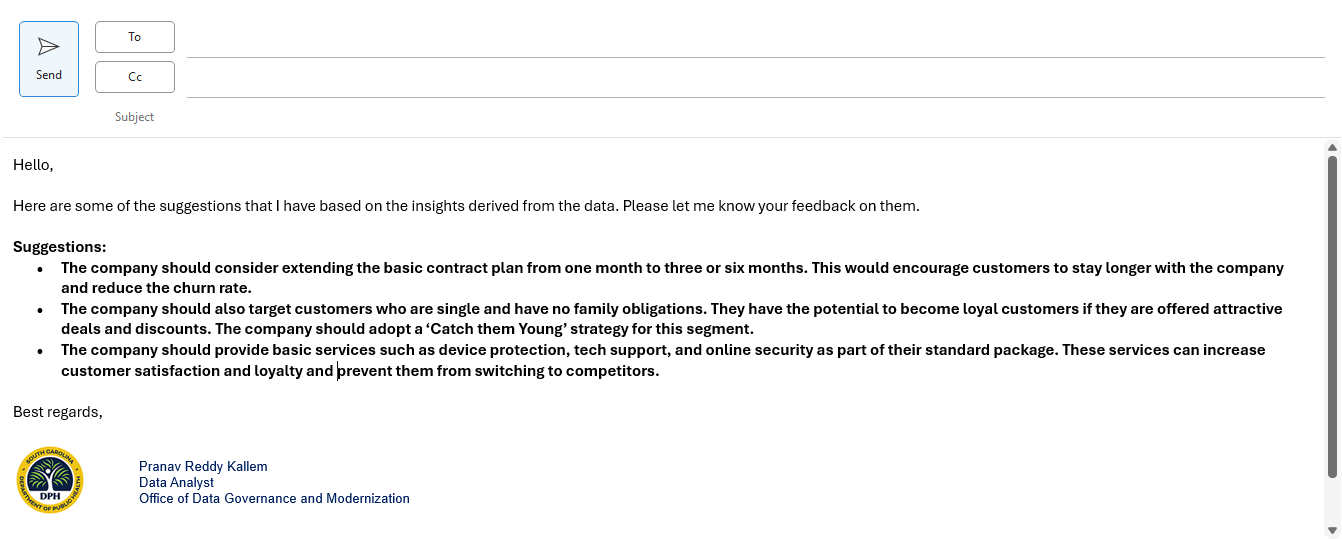 To
Send
Cc
Subject
Hello,
Here are some of the suggestions that I have based on the insights derived from the data. Please let me know your feedback on them.
Suggestions:
• The company should consider extending the basic contract plan from one month to three or six months. This would encourage customers to stay longer with the company
and reduce the churn rate.
• The company should also target customers who are single and have no family obligations. They have the potential to become loyal customers if they are offered attractive
deals and discounts. The company should adopt a ‘Catch them Young’ strategy for this segment.
• The company should provide basic services such as device protection, tech support, and online security as part of their standard package. These services can increase
customer satisfaction and loyalty and prevent them from switching to competitors.
Best regards,
SOUTH CAROLINA
DPH
DEPARTMENT OF PUBLIC HEALTH
Pranav Reddy Kallem
Data Analyst
Office of Data Governance and Modernization